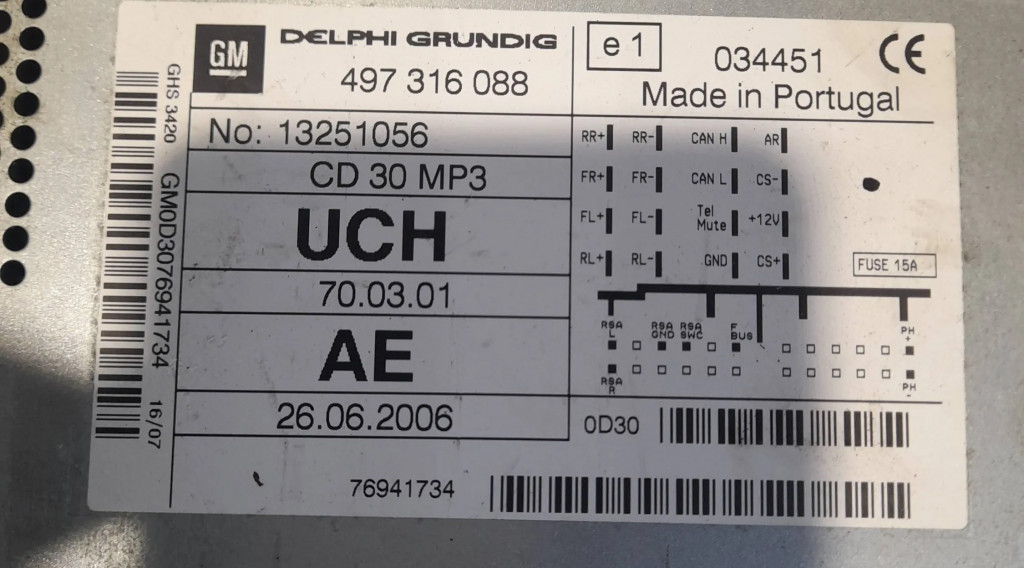 GM
DELPHI GRUNDIG
497 316 088
No: 13251056
CD 30 MP3
UCH
70.03.01
AE
26.06.2006
76941734
e 1
034451
CE
Made in Portugal
RR+ RR- CAN H AR
FR+ FR- CAN L CS-
FL+ FL- Tel Mute +12V
RL+ RL- GND CS+
FUSE 15A
RSA L
RSA GND
RSA SWC
F BUS
PH +
RSA R
PH -
0D30
GHS 3420
GM0D3076941734
16/07